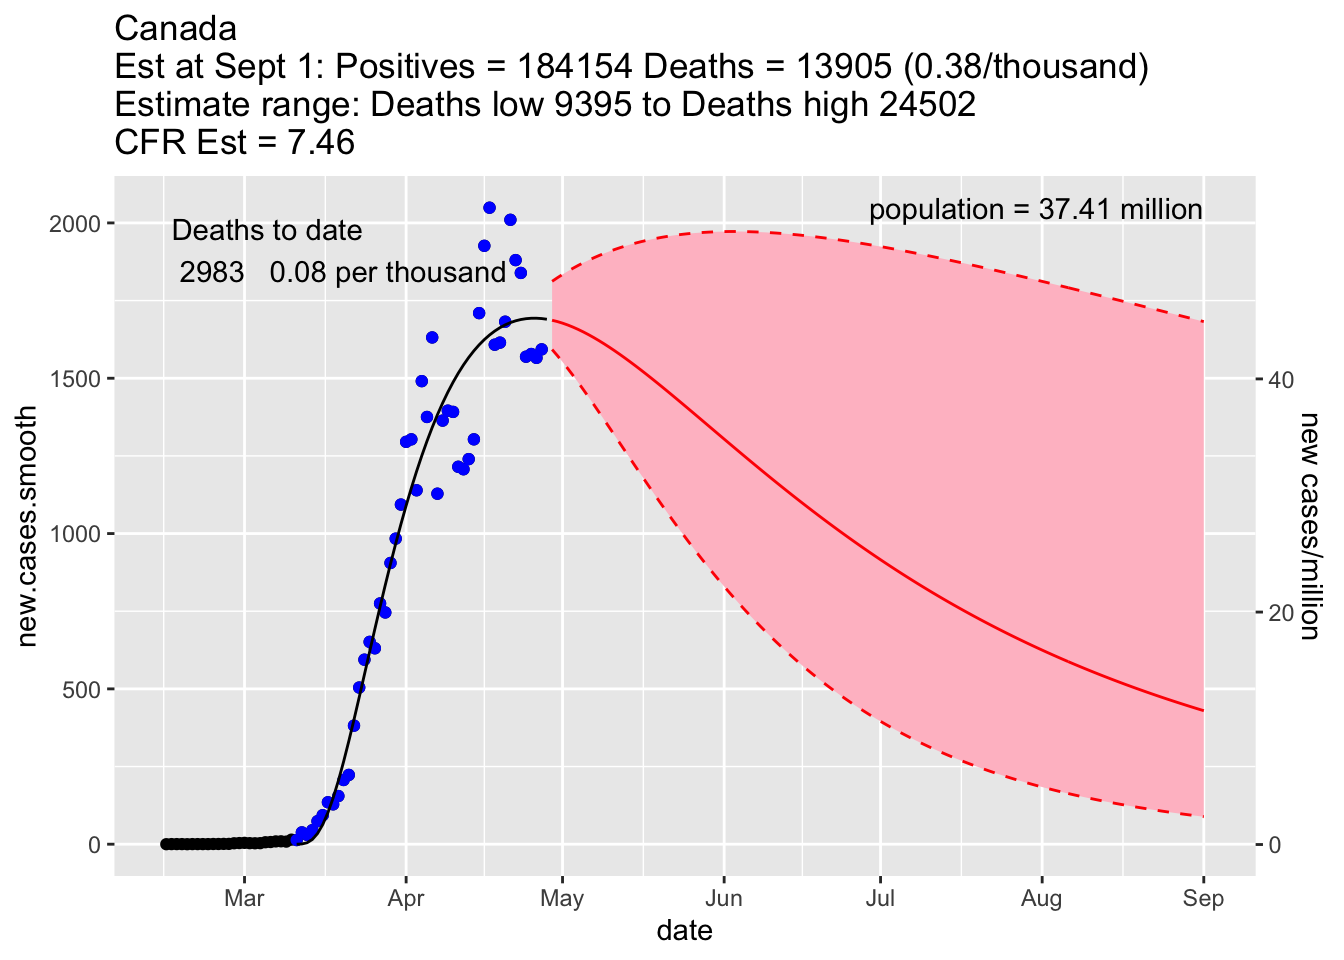 Canada
Est at Sept 1: Positives = 184154 Deaths = 13905 (0.38/thousand)
Estimate range: Deaths low 9395 to Deaths high 24502
CFR Est = 7.46
population = 37.41 million
Deaths to date
2983 0.08 per thousand
new.cases.smooth
2000
1500
1000
500
0
40
20
0
new cases/million
Mar Apr May Jun Jul Aug Sep
date